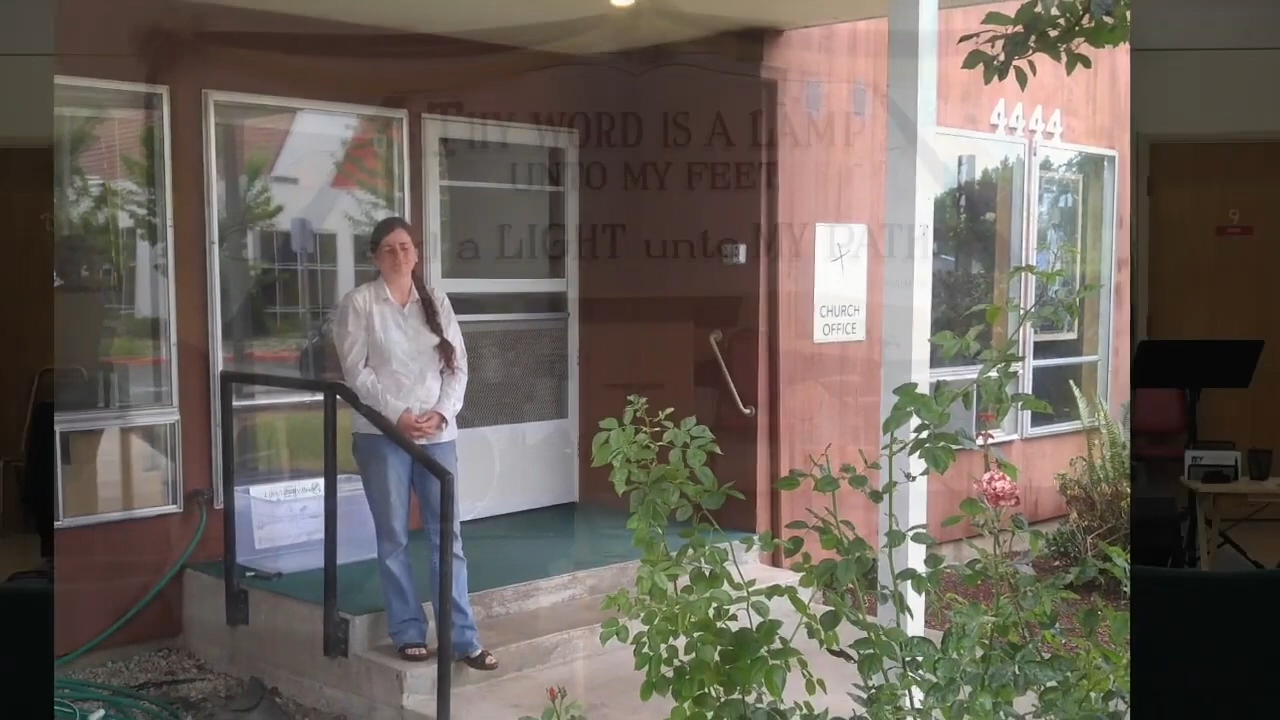 THY WORD IS A LAMP
UNTO MY FEET
a LIGHT unto MY PATH
4444
CHURCH
OFFICE
9